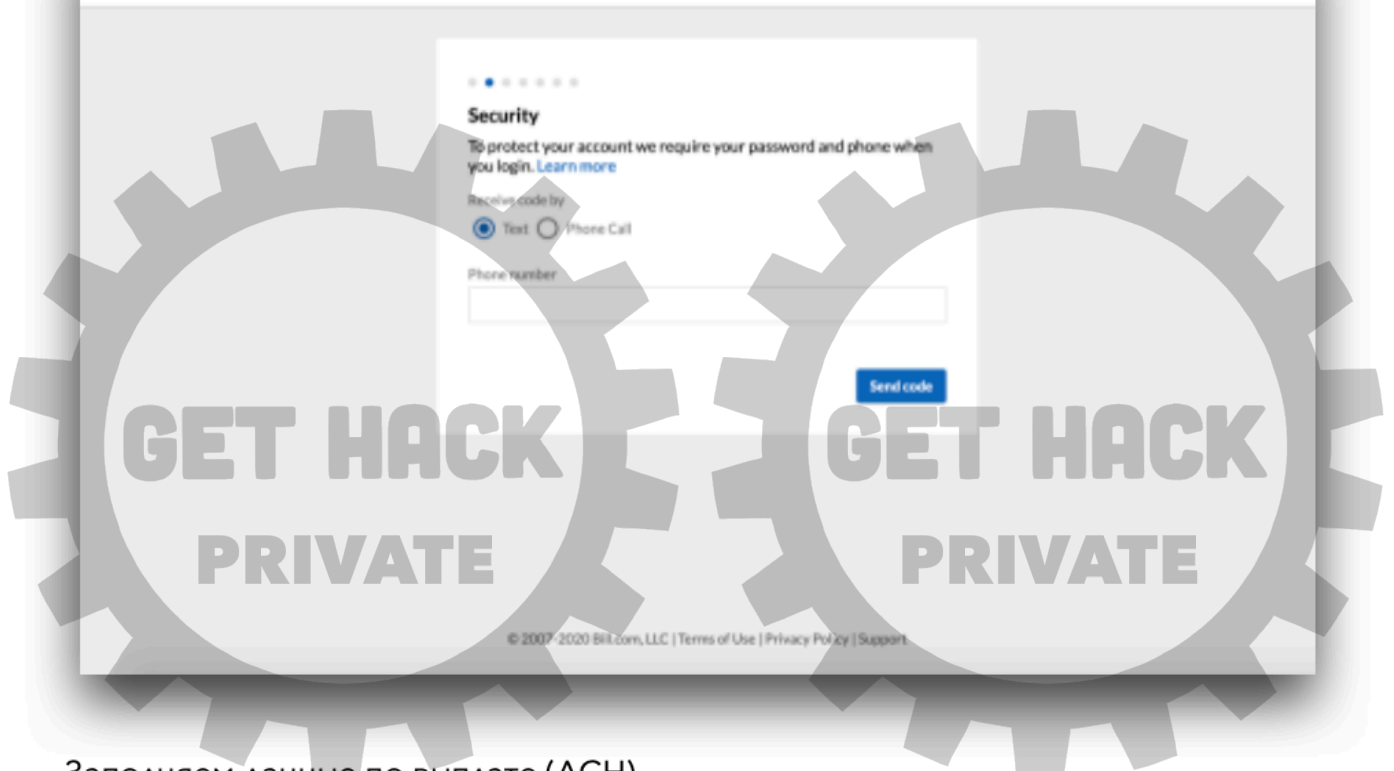 Security
To protect your account we require your password and phone when
you login. Learn more
Receive code by
Text Phone Call
Phone number
Send code
GET HACK GET HACK
PRIVATE PRIVATE
© 2007-2020 Bill.com, LLC | Terms of Use | Privacy Policy | Support
Заполняем данные по выплате (ACH)